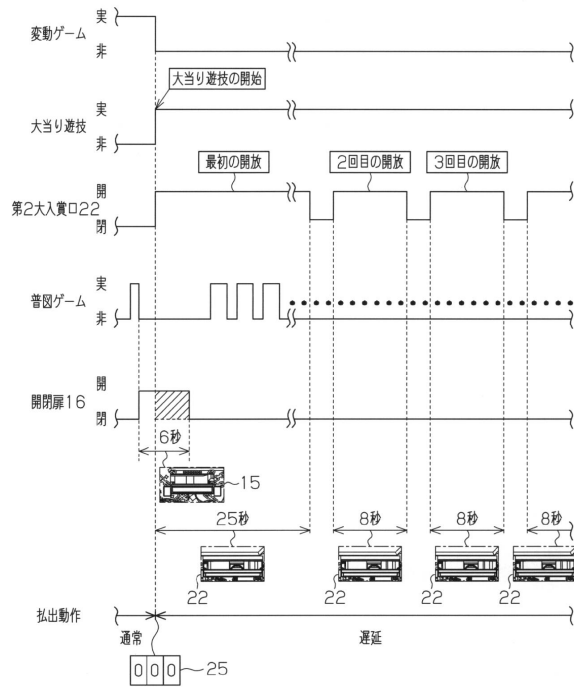 実
変動ゲーム
非
大当り遊技の開始
実
大当り遊技
非
最初の開放 2回目の開放 3回目の開放
開
第2大入賞口22
閉
実
普図ゲーム
非
開
開閉扉16
閉
6秒
15
25秒 8秒 8秒 8秒
22 22 22 22
払出動作
通常 遅延
000 25